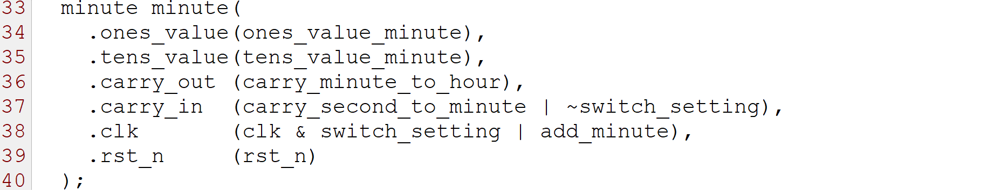 33 minute minute(
34 .ones_value(ones_value_minute),
35 .tens_value(tens_value_minute),
36 .carry_out (carry_minute_to_hour),
37 .carry_in (carry_second_to_minute | ~switch_setting),
38 .clk (clk & switch_setting | add_minute),
39 .rst_n (rst_n)
40 );